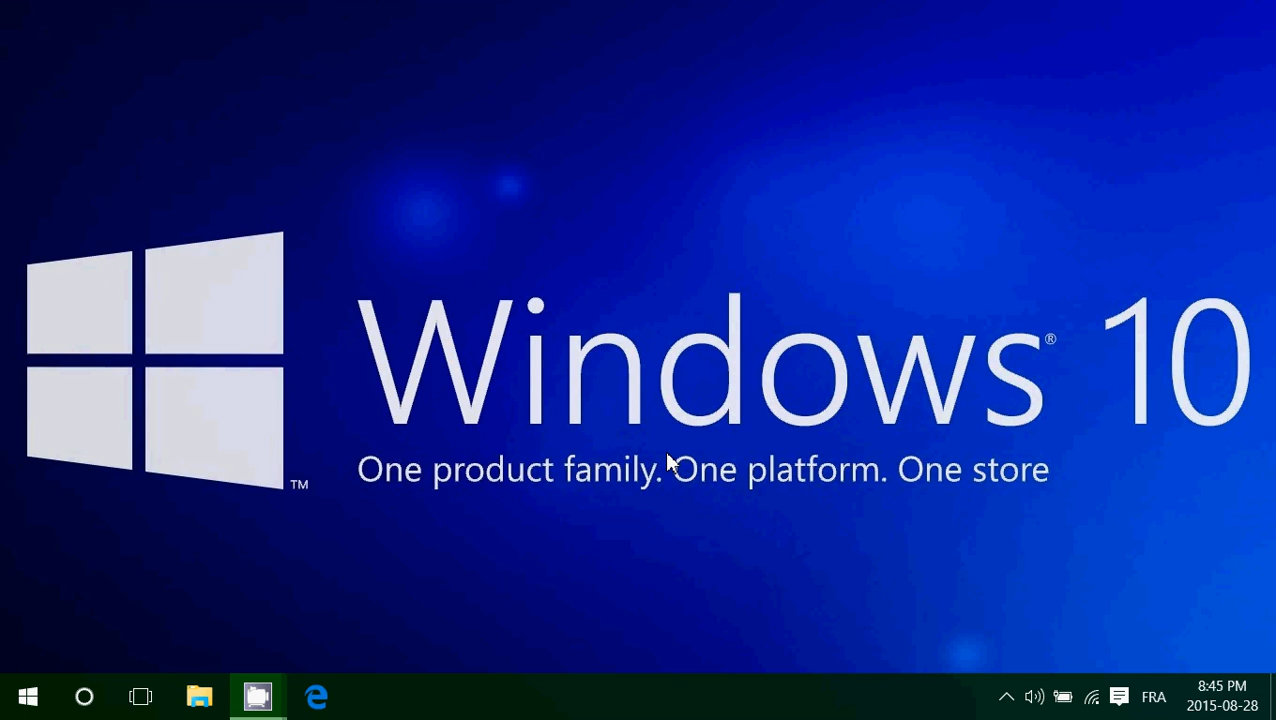 Windows® 10
™ One product family. One platform. One store
FRA
8:45 PM
2015-08-28